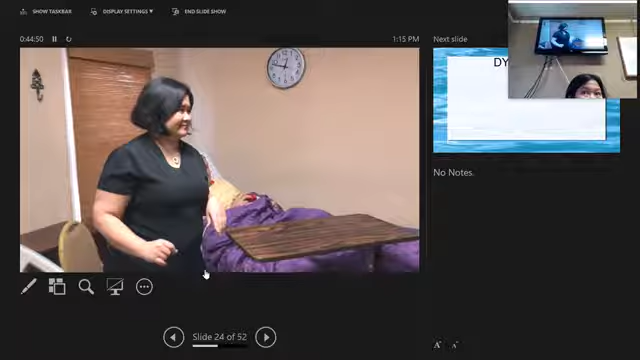 SHOW TASKBAR
DISPLAY SETTINGS ▾
END SLIDE SHOW
0:44:50
1:15 PM
Next slide
DY
No Notes.
Slide 24 of 52
A A